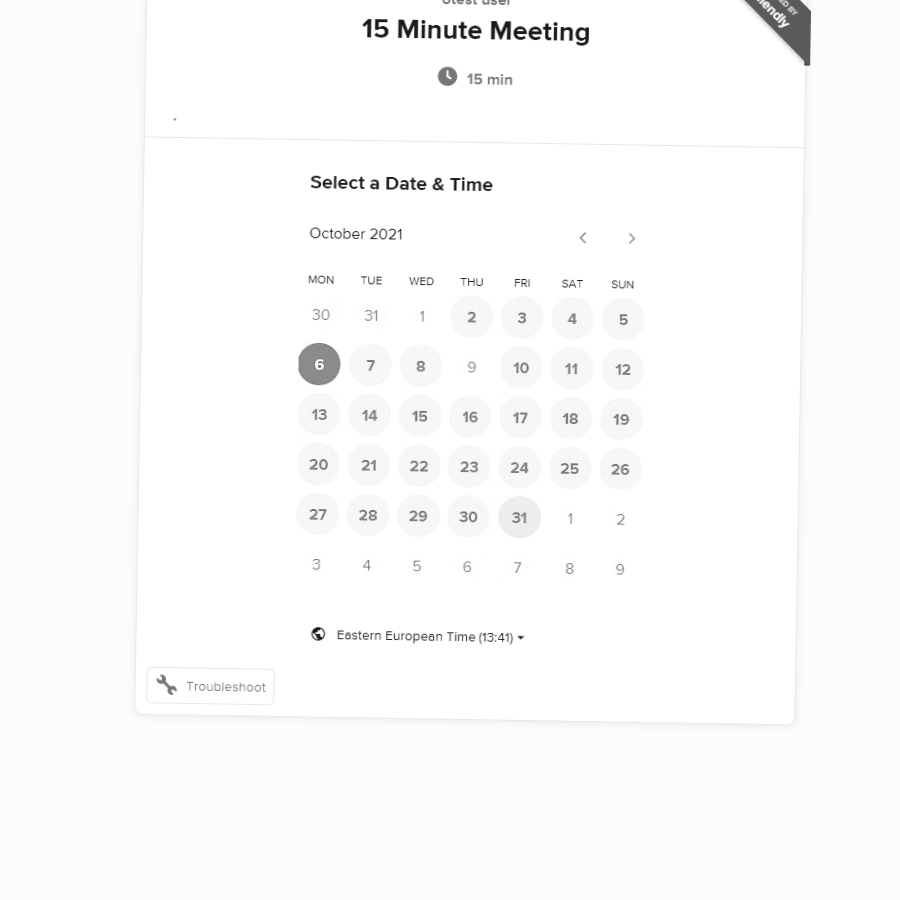 15 Minute Meeting
15 min
Select a Date & Time
October 2021
MON TUE WED THU FRI SAT SUN
30 31 1 2 3 4 5
6 7 8 9 10 11 12
13 14 15 16 17 18 19
20 21 22 23 24 25 26
27 28 29 30 31 1 2
3 4 5 6 7 8 9
Eastern European Time (13:41)
Troubleshoot